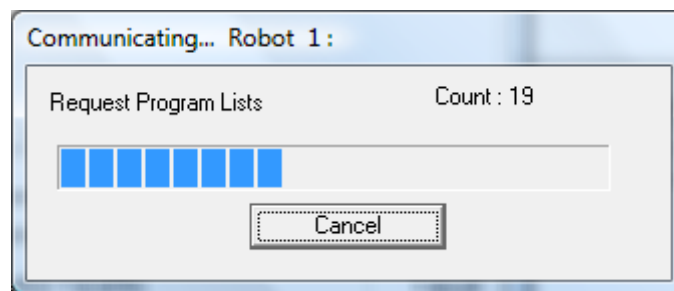 Communicating... Robot 1:
Request Program Lists Count : 19
Cancel